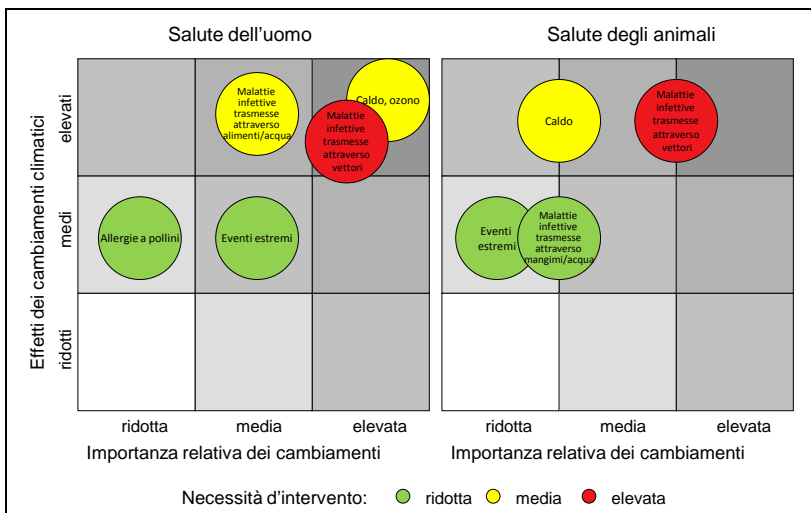 Salute dell'uomo
Salute degli animali
Effetti dei cambiamenti climatici
elevati
medi
ridotti
Malattie
infettive
trasmesse
attraverso
alimenti/acqua
Caldo, ozono
Malattie
infettive
trasmesse
attraverso
vettori
Allergie a pollini
Eventi estremi
Caldo
Malattie
infettive
trasmesse
attraverso
vettori
Eventi
estremi
Malattie
infettive
trasmesse
attraverso
mangimi/acqua
ridotta
media
elevata
ridotta
media
elevata
Importanza relativa dei cambiamenti
Importanza relativa dei cambiamenti
Necessità d'intervento: ridotta media elevata